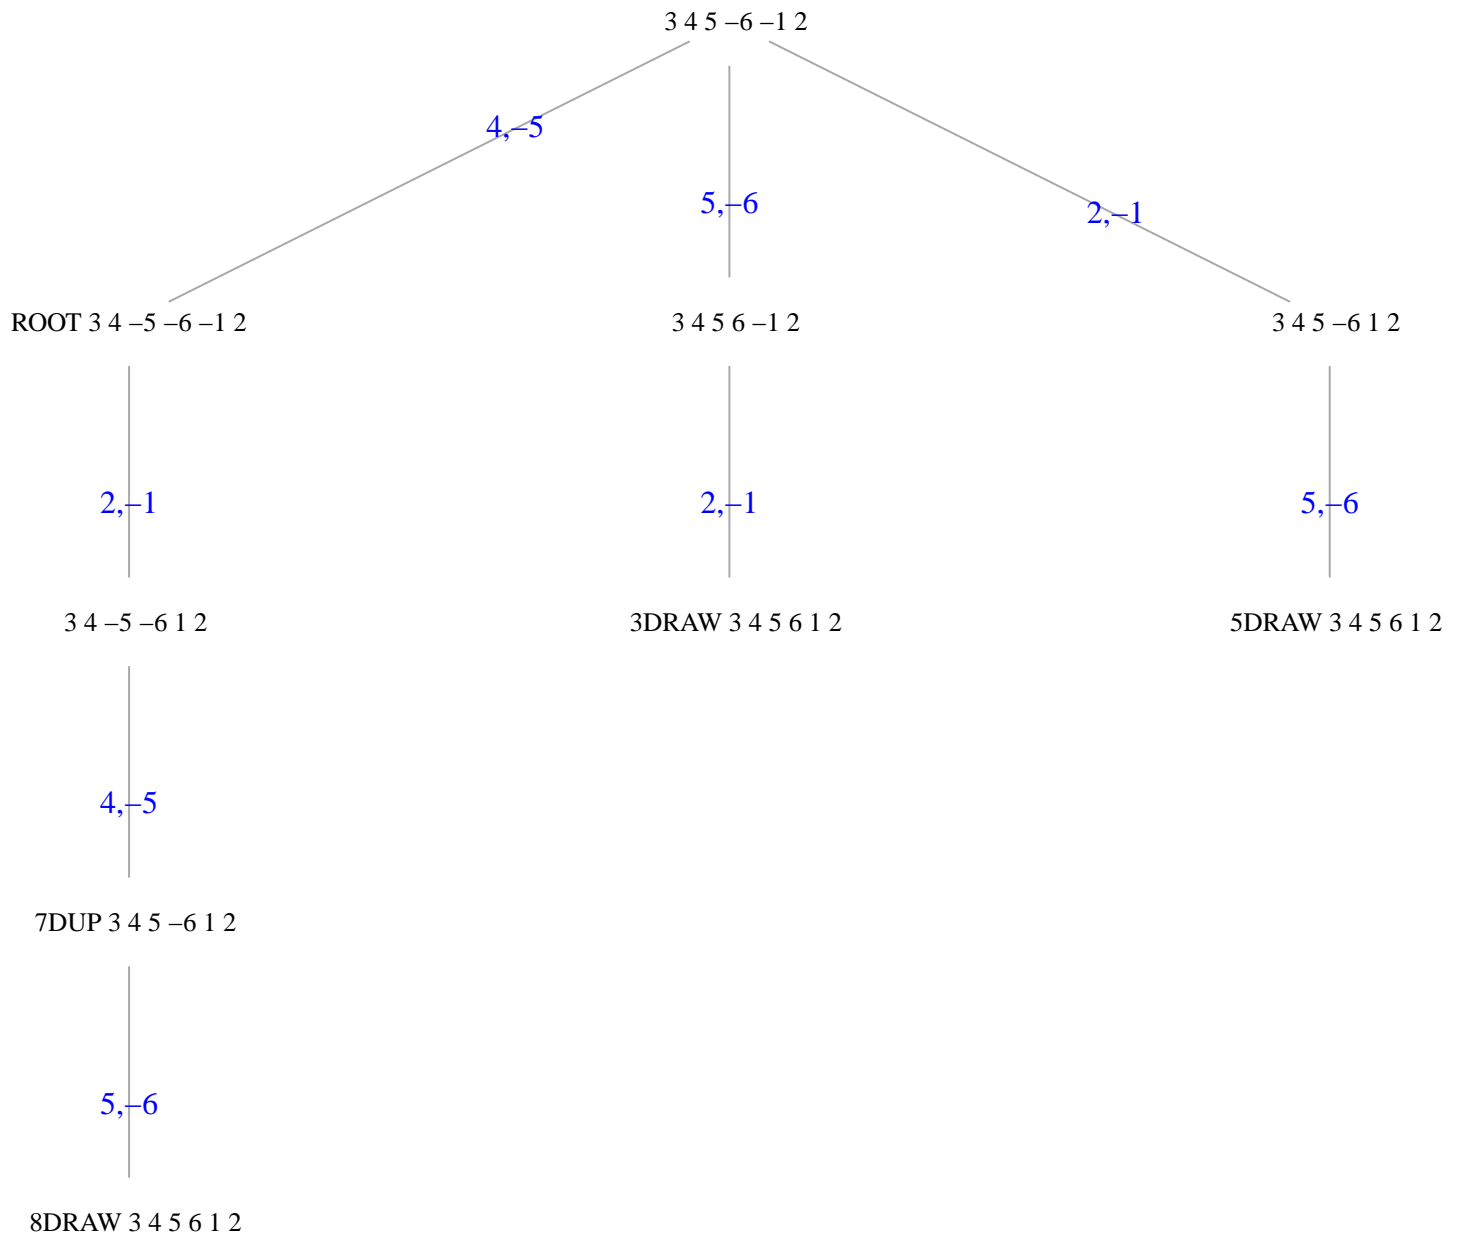 3 4 5 –6 –1 2
4,–5
5,–6
2,–1
ROOT 3 4 –5 –6 –1 2
3 4 5 6 –1 2
3 4 5 –6 1 2
2,–1
2,–1
5,–6
3 4 –5 –6 1 2
3DRAW 3 4 5 6 1 2
5DRAW 3 4 5 6 1 2
4,–5
7DUP 3 4 5 –6 1 2
5,–6
8DRAW 3 4 5 6 1 2